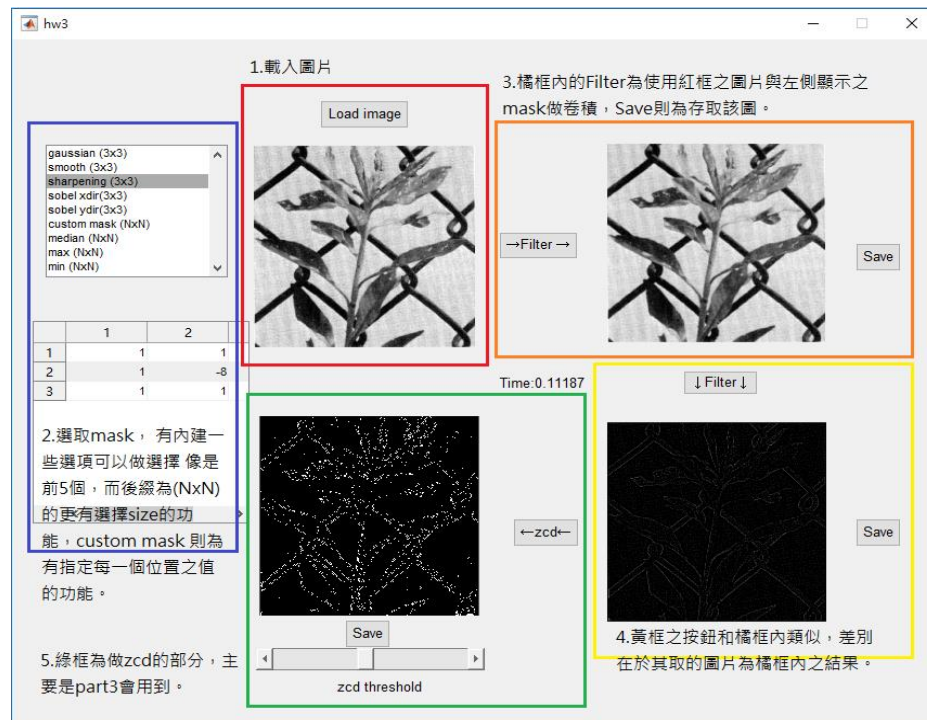 hw3
1.載入圖片
Load image
3.橘框內的Filter為使用紅框之圖片與左側顯示之
mask做卷積，Save則為存取該圖。
gaussian (3x3)
smooth (3x3)
sharpening (3x3)
sobel xdir(3x3)
sobel ydir(3x3)
custom mask (NxN)
median (NxN)
max (NxN)
min (NxN)
→Filter →
Save
1 2
1 1 1
2 1 -8
3 1 1
2.選取mask， 有內建一
些選項可以做選擇 像是
前5個，而後綴為(NxN)
的更有選擇size的功
能，custom mask 則為
有指定每一個位置之值
的功能。
Time:0.11187
↓Filter↓
←zcd←
Save
Save
zcd threshold
4.黃框之按鈕和橘框內類似，差別
在於其取的圖片為橘框內之結果。
5.綠框為做zcd的部分，主
要是part3會用到。